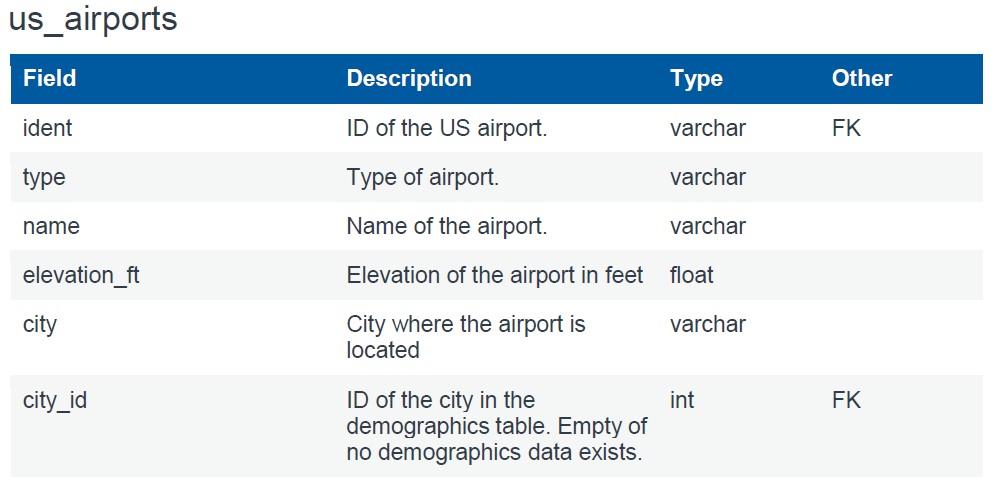 us_airports
Field Description Type Other
ident ID of the US airport. varchar FK
type Type of airport. varchar
name Name of the airport. varchar
elevation_ft Elevation of the airport in feet float
city City where the airport is varchar
located
city_id ID of the city in the int FK
demographics table. Empty of
no demographics data exists.